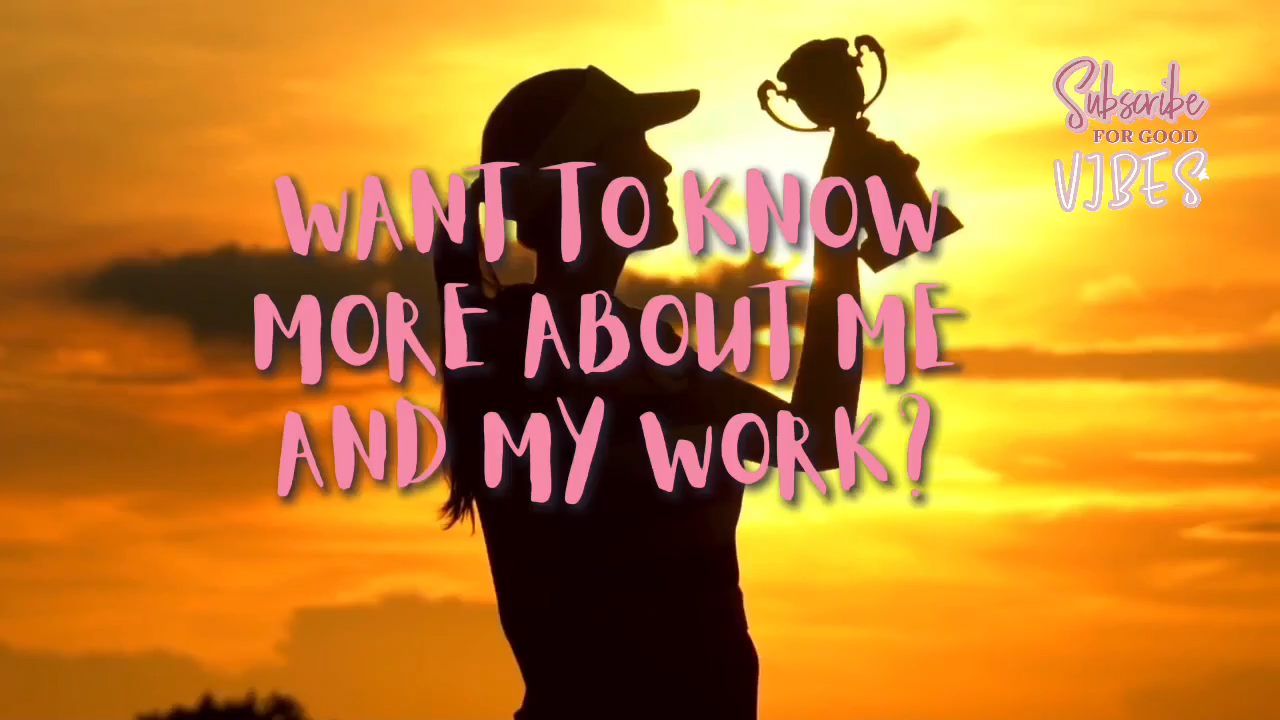 WANT TO KNOW
MORE ABOUT ME
AND MY WORK?
Subscribe
FOR GOOD
VIBES